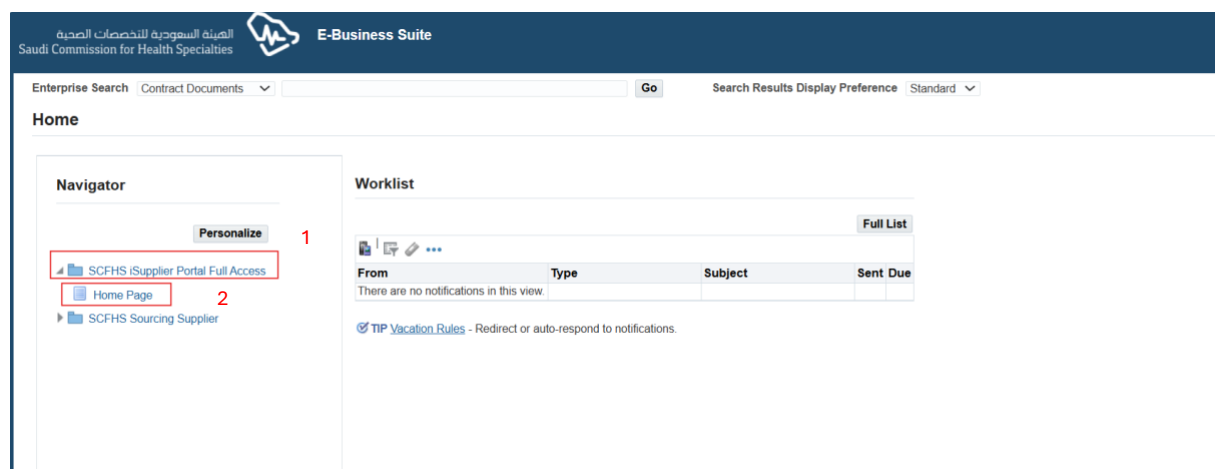 الهيئة السعودية للتخصصات الصحية
Saudi Commission for Health Specialties
E-Business Suite
Enterprise Search Contract Documents Go Search Results Display Preference Standard
Home
Navigator
Personalize
1
SCFHS iSupplier Portal Full Access
Home Page
2
SCFHS Sourcing Supplier
Worklist
Full List
From Type Subject Sent Due
There are no notifications in this view.
TIP Vacation Rules - Redirect or auto-respond to notifications.